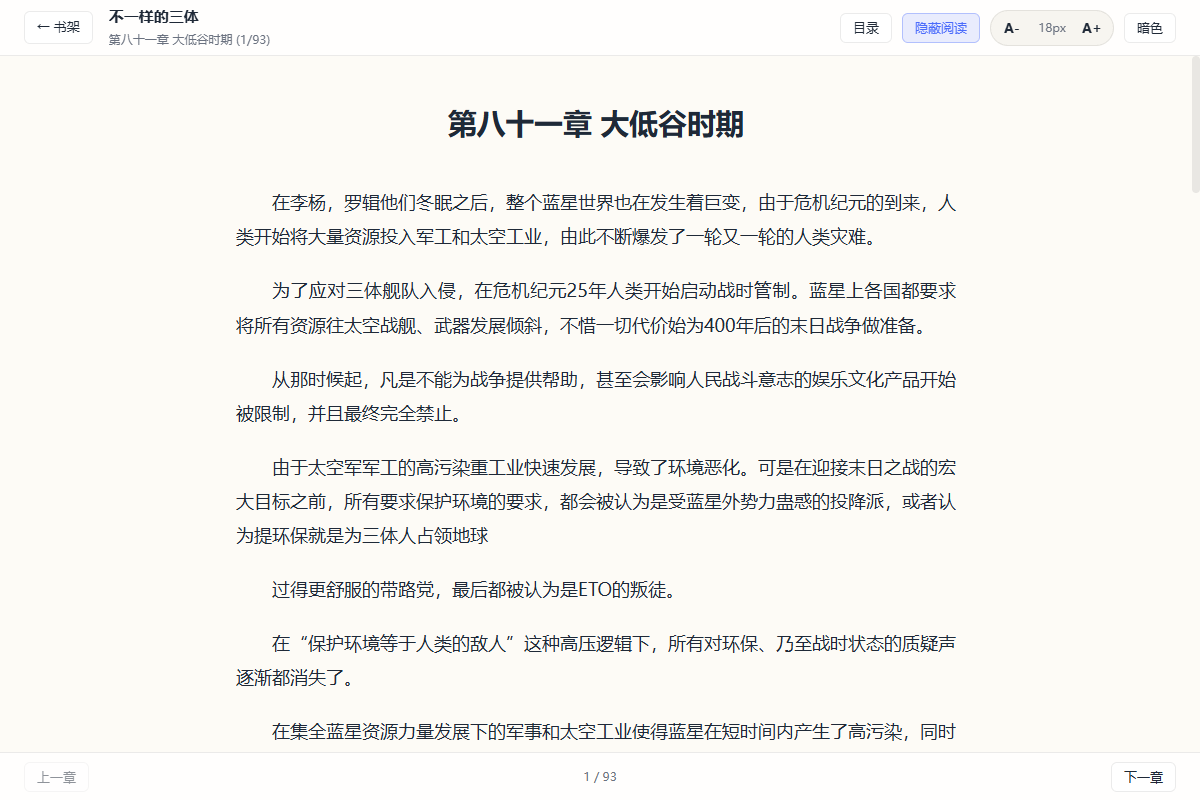 ← 书架
不一样的三体
第八十一章 大低谷时期 (1/93)
目录
隐蔽阅读
A-
18px
A+
暗色
第八十一章 大低谷时期
在李杨，罗辑他们冬眠之后，整个蓝星世界也在发生着巨变，由于危机纪元的到来，人
类开始将大量资源投入军工和太空工业，由此不断爆发了一轮又一轮的人类灾难。
为了应对三体舰队入侵，在危机纪元25年人类开始启动战时管制。蓝星上各国都要求
将所有资源往太空战舰、武器发展倾斜，不惜一切代价始为400年后的末日战争做准备。
从那时候起，凡是不能为战争提供帮助，甚至会影响人民战斗意志的娱乐文化产品开始
被限制，并且最终完全禁止。
由于太空军军工的高污染重工业快速发展，导致了环境恶化。可是在迎接末日之战的宏
大目标之前，所有要求保护环境的要求，都会被认为是受蓝星外势力蛊惑的投降派，或者认
为提环保就是为三体人占领地球
过得更舒服的带路党，最后都被认为是ETO的叛徒。
在“保护环境等于人类的敌人”这种高压逻辑下，所有对环保、乃至战时状态的质疑声
逐渐都消失了。
在集全蓝星资源力量发展下的军事和太空工业使得蓝星在短时间内产生了高污染，同时
上一章
1 / 93
下一章